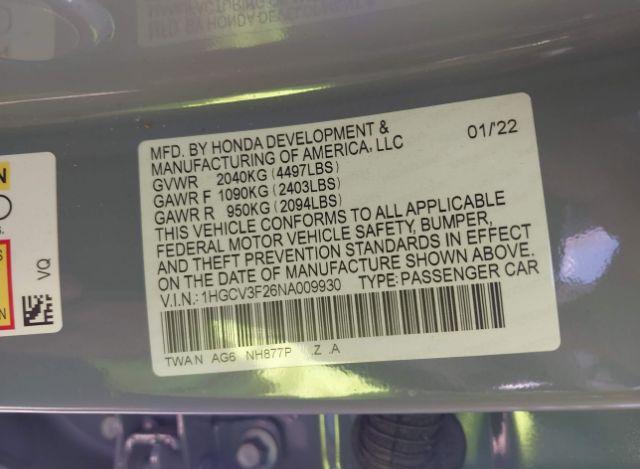 MFD. BY HONDA DEVELOPMENT &
MANUFACTURING OF AMERICA, LLC 01/'22
GVWR 2040KG (4497LBS)
GAWR F 1090KG (2403LBS)
GAWR R 950KG (2094LBS)
THIS VEHICLE CONFORMS TO ALL APPLICABLE
FEDERAL MOTOR VEHICLE SAFETY, BUMPER,
AND THEFT PREVENTION STANDARDS IN EFFECT
ON THE DATE OF MANUFACTURE SHOWN ABOVE.
V.I.N.: 1HGCV3F26NA009930 TYPE: PASSENGER CAR
TWA N AG6 NH877P .Z .A
VQ